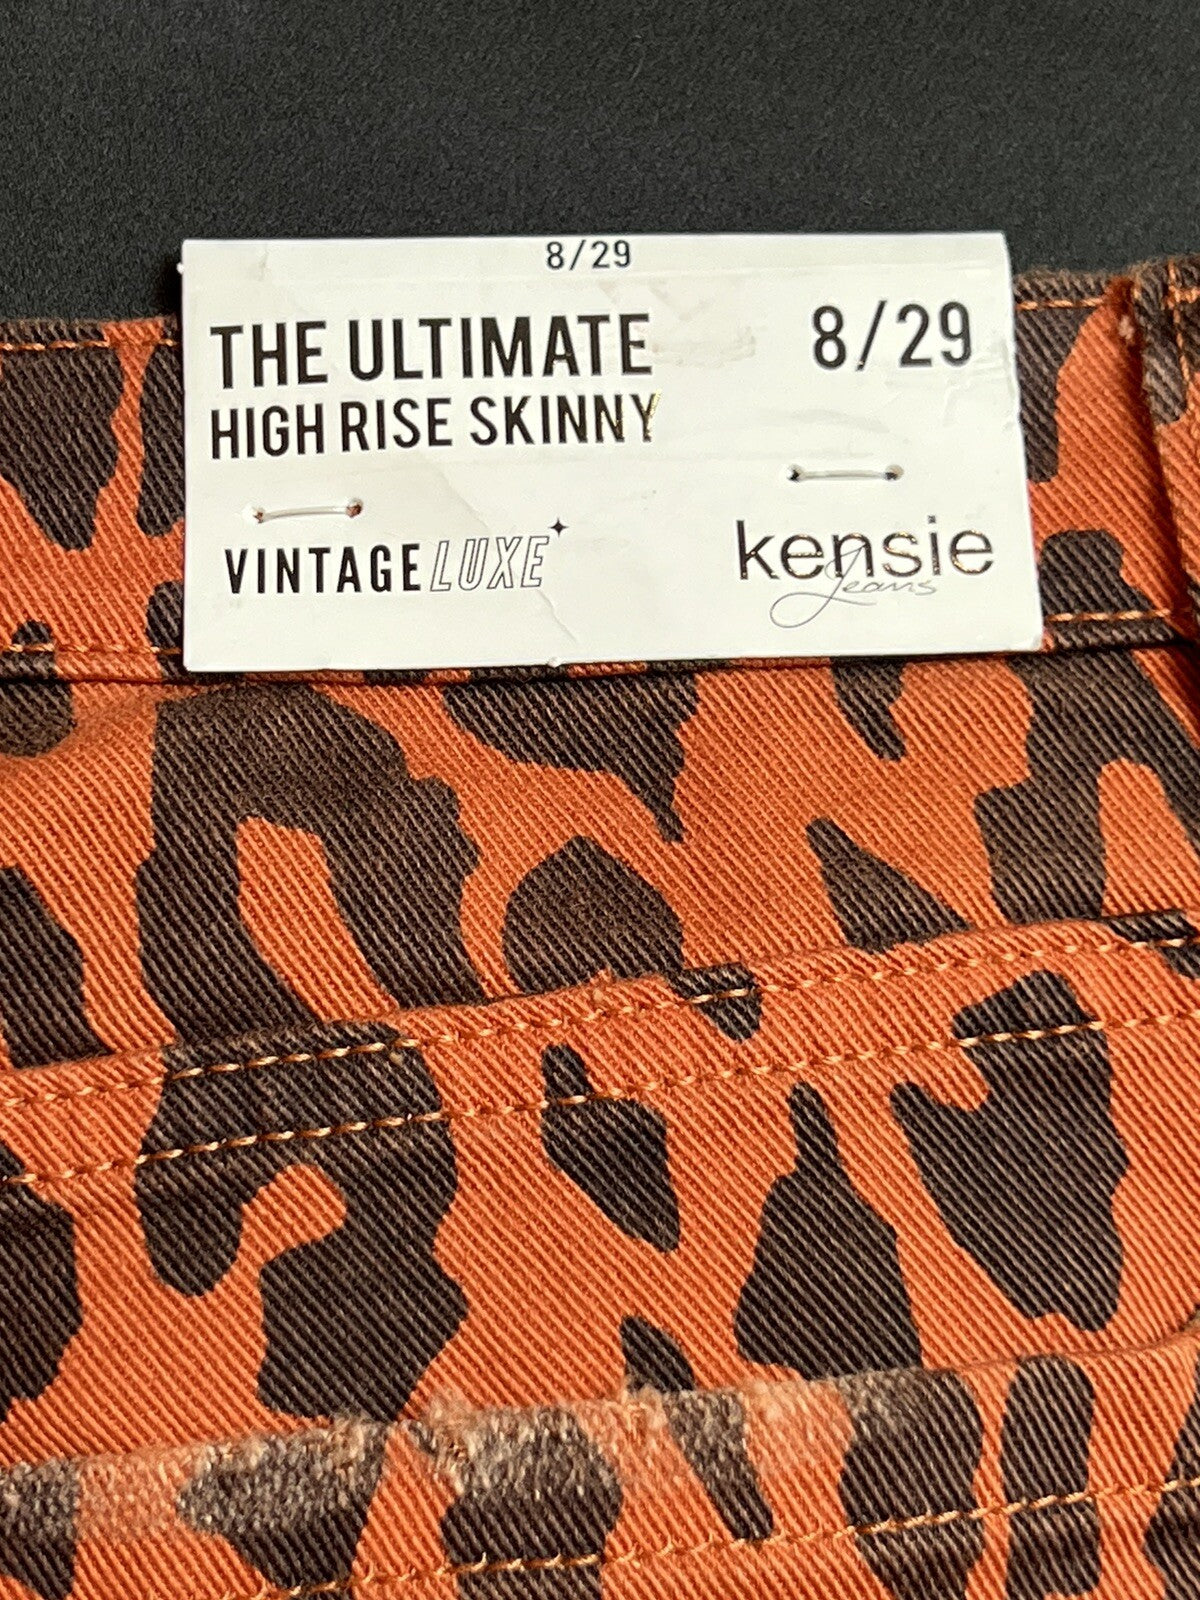 8/29
THE ULTIMATE
HIGH RISE SKINNY
8/29
VINTAGE LUXE
kensie
Jeans